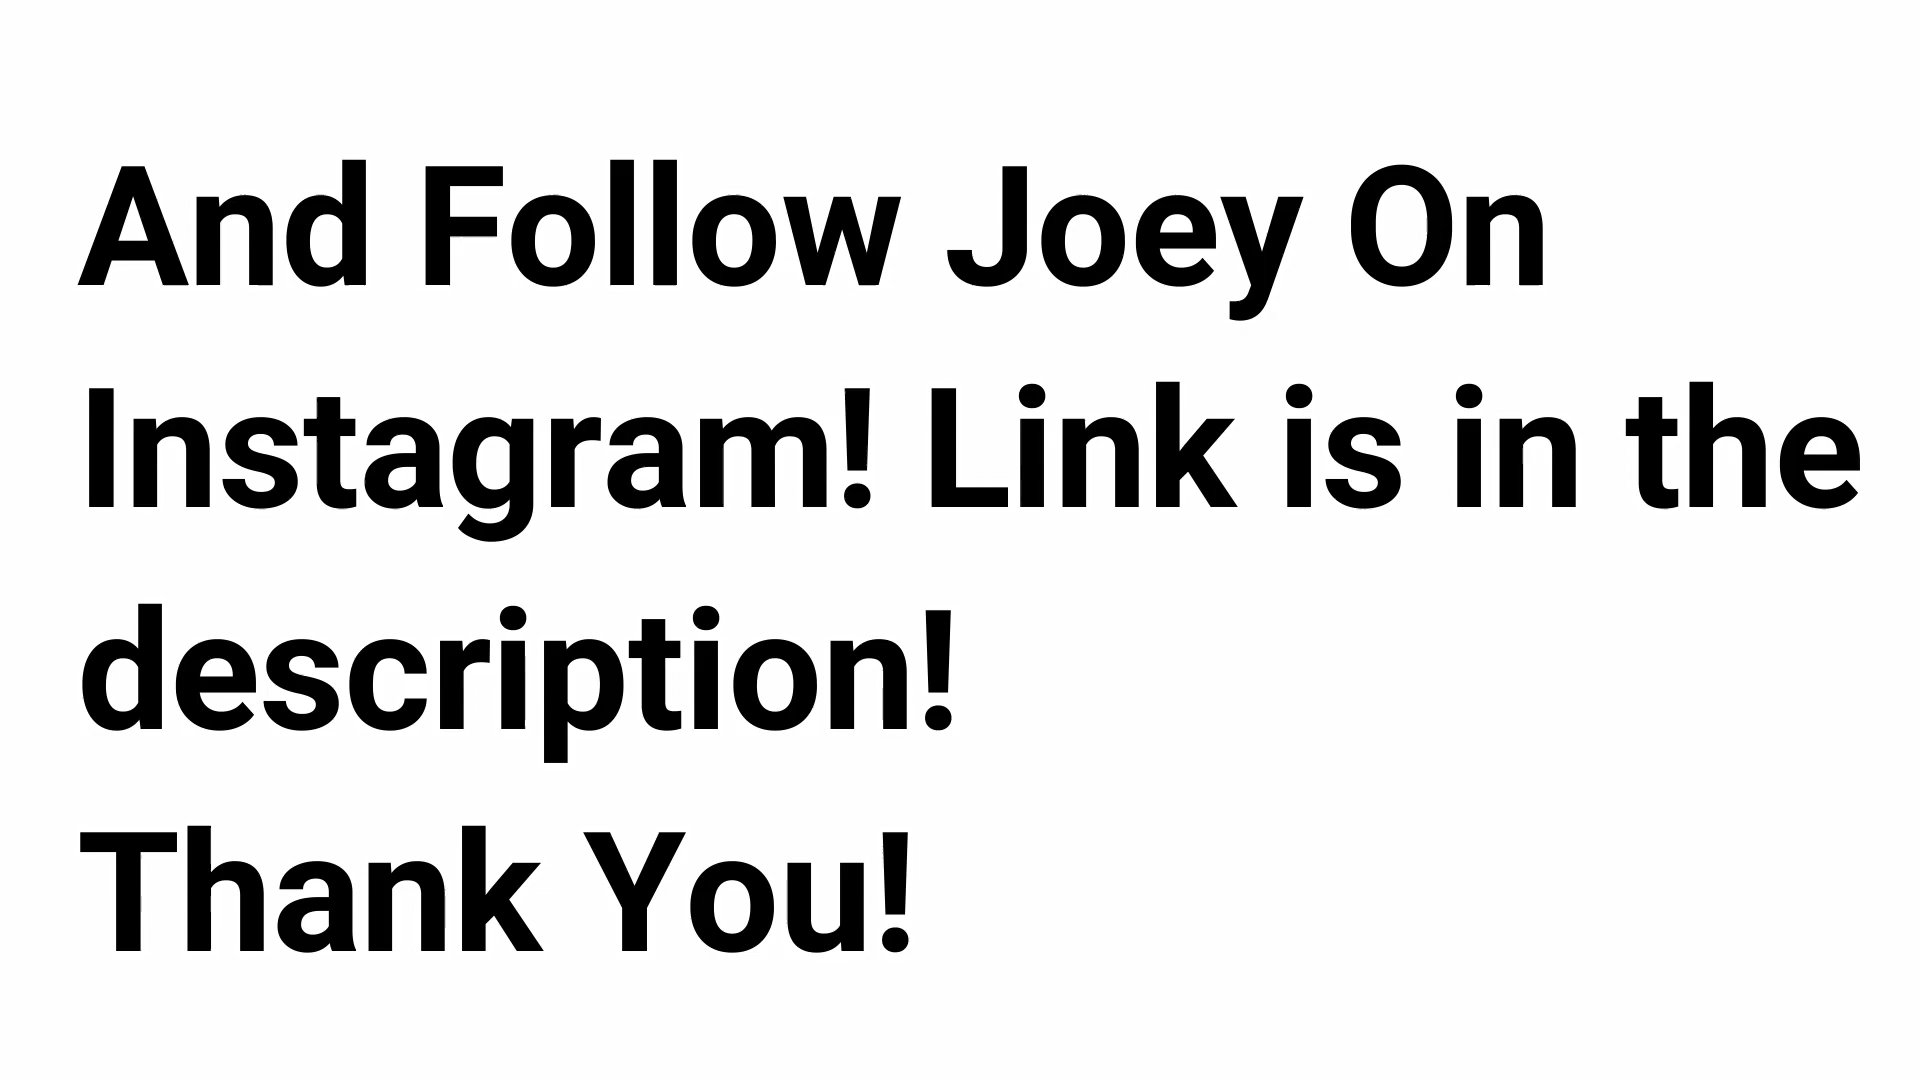 And Follow Joey On
Instagram! Link is in the
description!
Thank You!